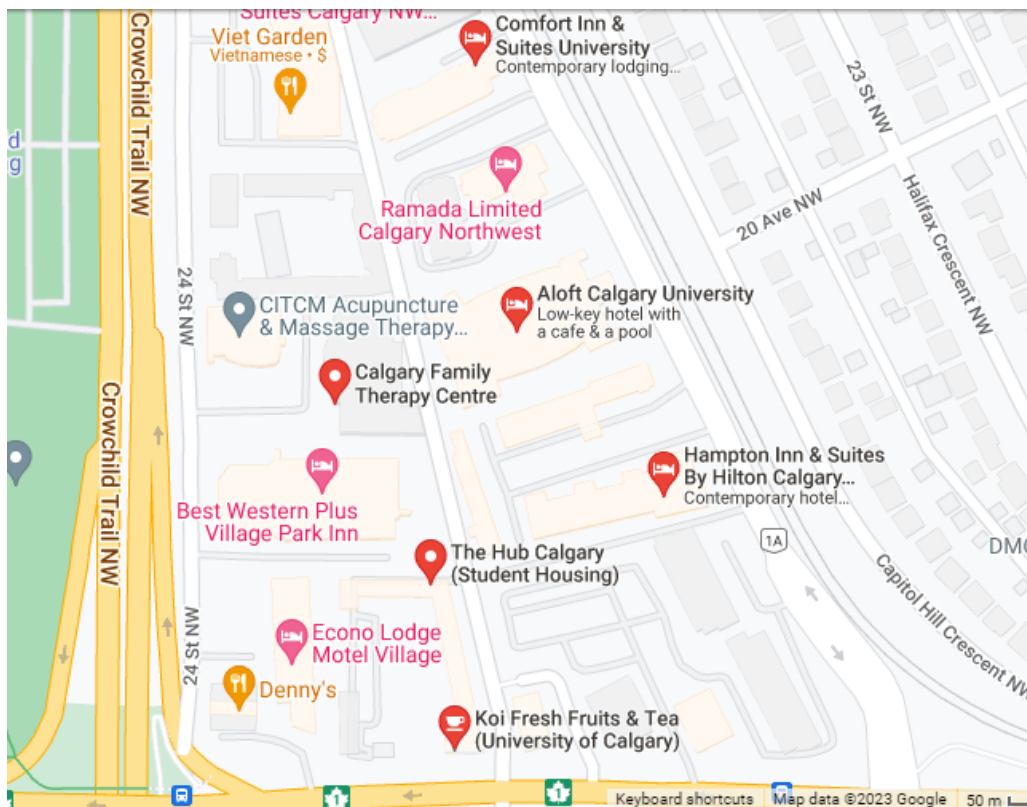 Suites Calgary NW...
Comfort Inn &
Suites University
Contemporary lodging...
Viet Garden
Vietnamese • $
Crowchild Trail NW
23 St NW
d
g
Ramada Limited
Calgary Northwest
20 Ave NW
Halifax Crescent NW
24 St NW
CITCM Acupuncture
& Massage Therapy...
Aloft Calgary University
Low-key hotel with
a cafe & a pool
Calgary Family
Therapy Centre
Crowchild Trail NW
Hampton Inn & Suites
By Hilton Calgary...
Contemporary hotel...
Best Western Plus
Village Park Inn
1A
DMC
The Hub Calgary
(Student Housing)
Capitol Hill Crescent NW
24 St NW
Econo Lodge
Motel Village
Denny's
Koi Fresh Fruits & Tea
(University of Calgary)
1
1
Keyboard shortcuts
Map data ©2023 Google
50 m